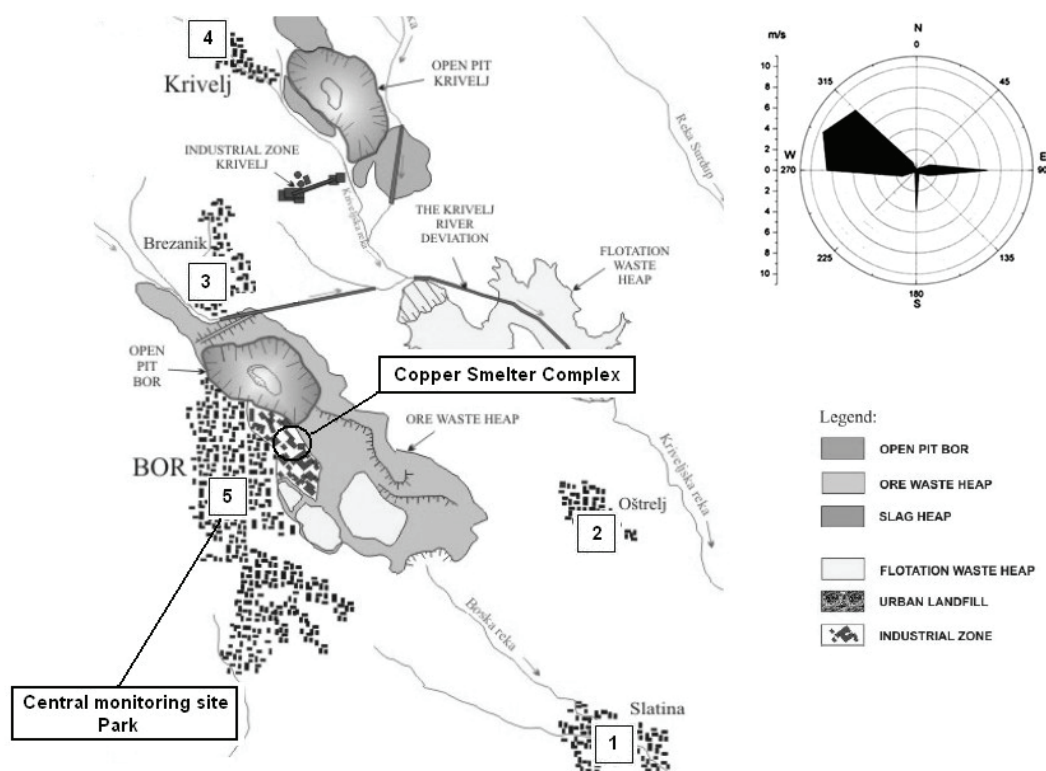 4
Krivelj
ka
OPEN PIT
KRIVELJ
INDUSTRIAL ZONE
KRIVELJ
Kriveljska reka
THE KRIVELJ
RIVER
DEVIATION
Reka Surdup
FLOTATION
WASTE
HEAP
Brezanik
3
OPEN
PIT
BOR
Copper Smelter Complex
ORE WASTE HEAP
BOR
5
Oštrelj
2
Kriveljska reka
Borska reka
Slatina
1
Central monitoring site
Park
m/s
10
8
6
4
2
0
2
4
6
8
10
N
0
45
E
90
135
180
S
225
W
270
315
Legend:
OPEN PIT BOR
ORE WASTE HEAP
SLAG HEAP
FLOTATION WASTE HEAP
URBAN LANDFILL
INDUSTRIAL ZONE